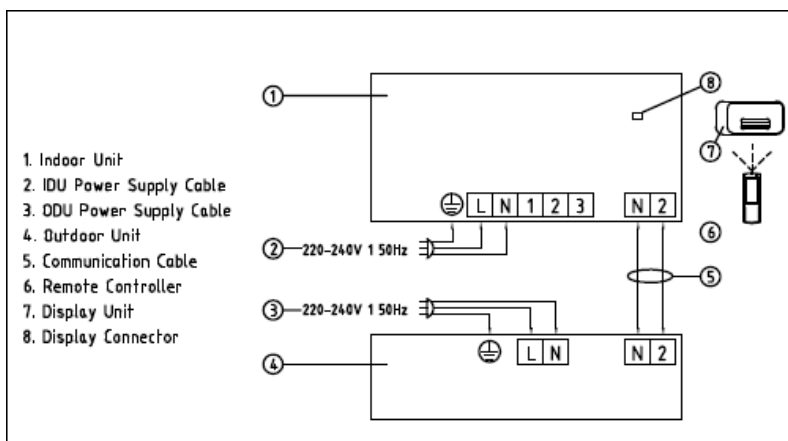 1
8
7
1. Indoor Unit
2. IDU Power Supply Cable
3. ODU Power Supply Cable
4. Outdoor Unit
5. Communication Cable
6. Remote Controller
7. Display Unit
8. Display Connector
L N 1 2 3 N 2
6
2 220-240V 1 50Hz
5
3 220-240V 1 50Hz
L N N 2
4